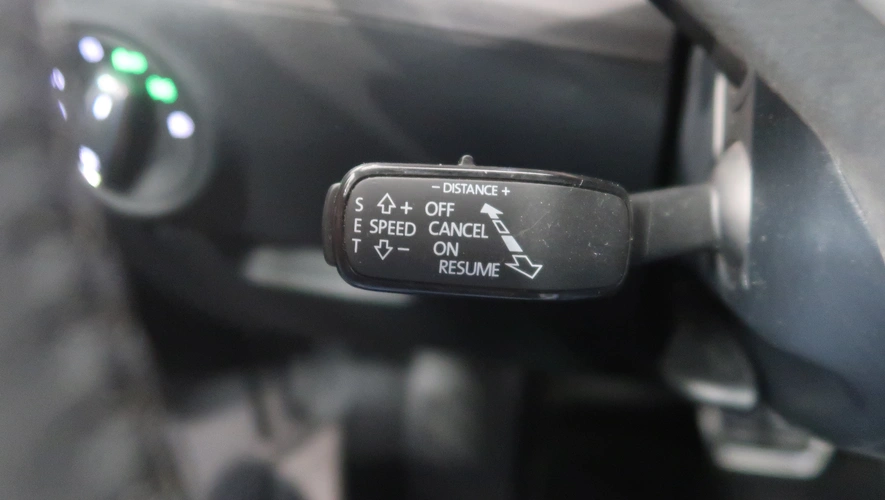 - DISTANCE +
S + OFF
E SPEED CANCEL
T - ON
RESUME